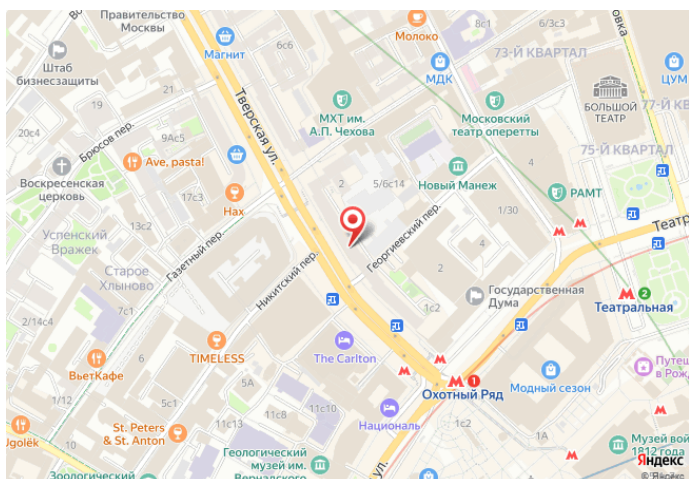 Правительство
Москвы
8с1
6/3с3
Молоко
73-Й КВАРТАЛ
Магнит
6с6
Штаб
бизнесзащиты
МДК
ЦУМ
БОЛЬШОЙ
ТЕАТР
77-Й КВАРТАЛ
19
21
20с4
Тверская ул.
МХТ им.
А.П. Чехова
Московский
театр оперетты
75-Й КВАРТАЛ
Брюсов пер.
9Ас5
Ave, pasta!
Воскресенская
церковь
17с3
Нах
2
5/6с14
Новый Манеж
4
РАМТ
13с2
Успенский
Вражек
Газетный пер.
Георгиевский пер.
1/30
2
4
Старое
Хлыново
Никитский пер.
Государственная
Дума
2
Театральная
7с1
2/14с4
1с2
TIMELESS
The Carlton
ВьетКафе
5А
1
Охотный Ряд
Модный сезон
1/12
5с1
11с13
11с8
11с10
Националь
1с2
1А
St. Peters
& St. Anton
Ugolёk
Геологический
музей им.
Вернадского
Зоологический
ул.
Музей вой
1812 года
Путец
в Рожд
Яндекс
© Яндекс